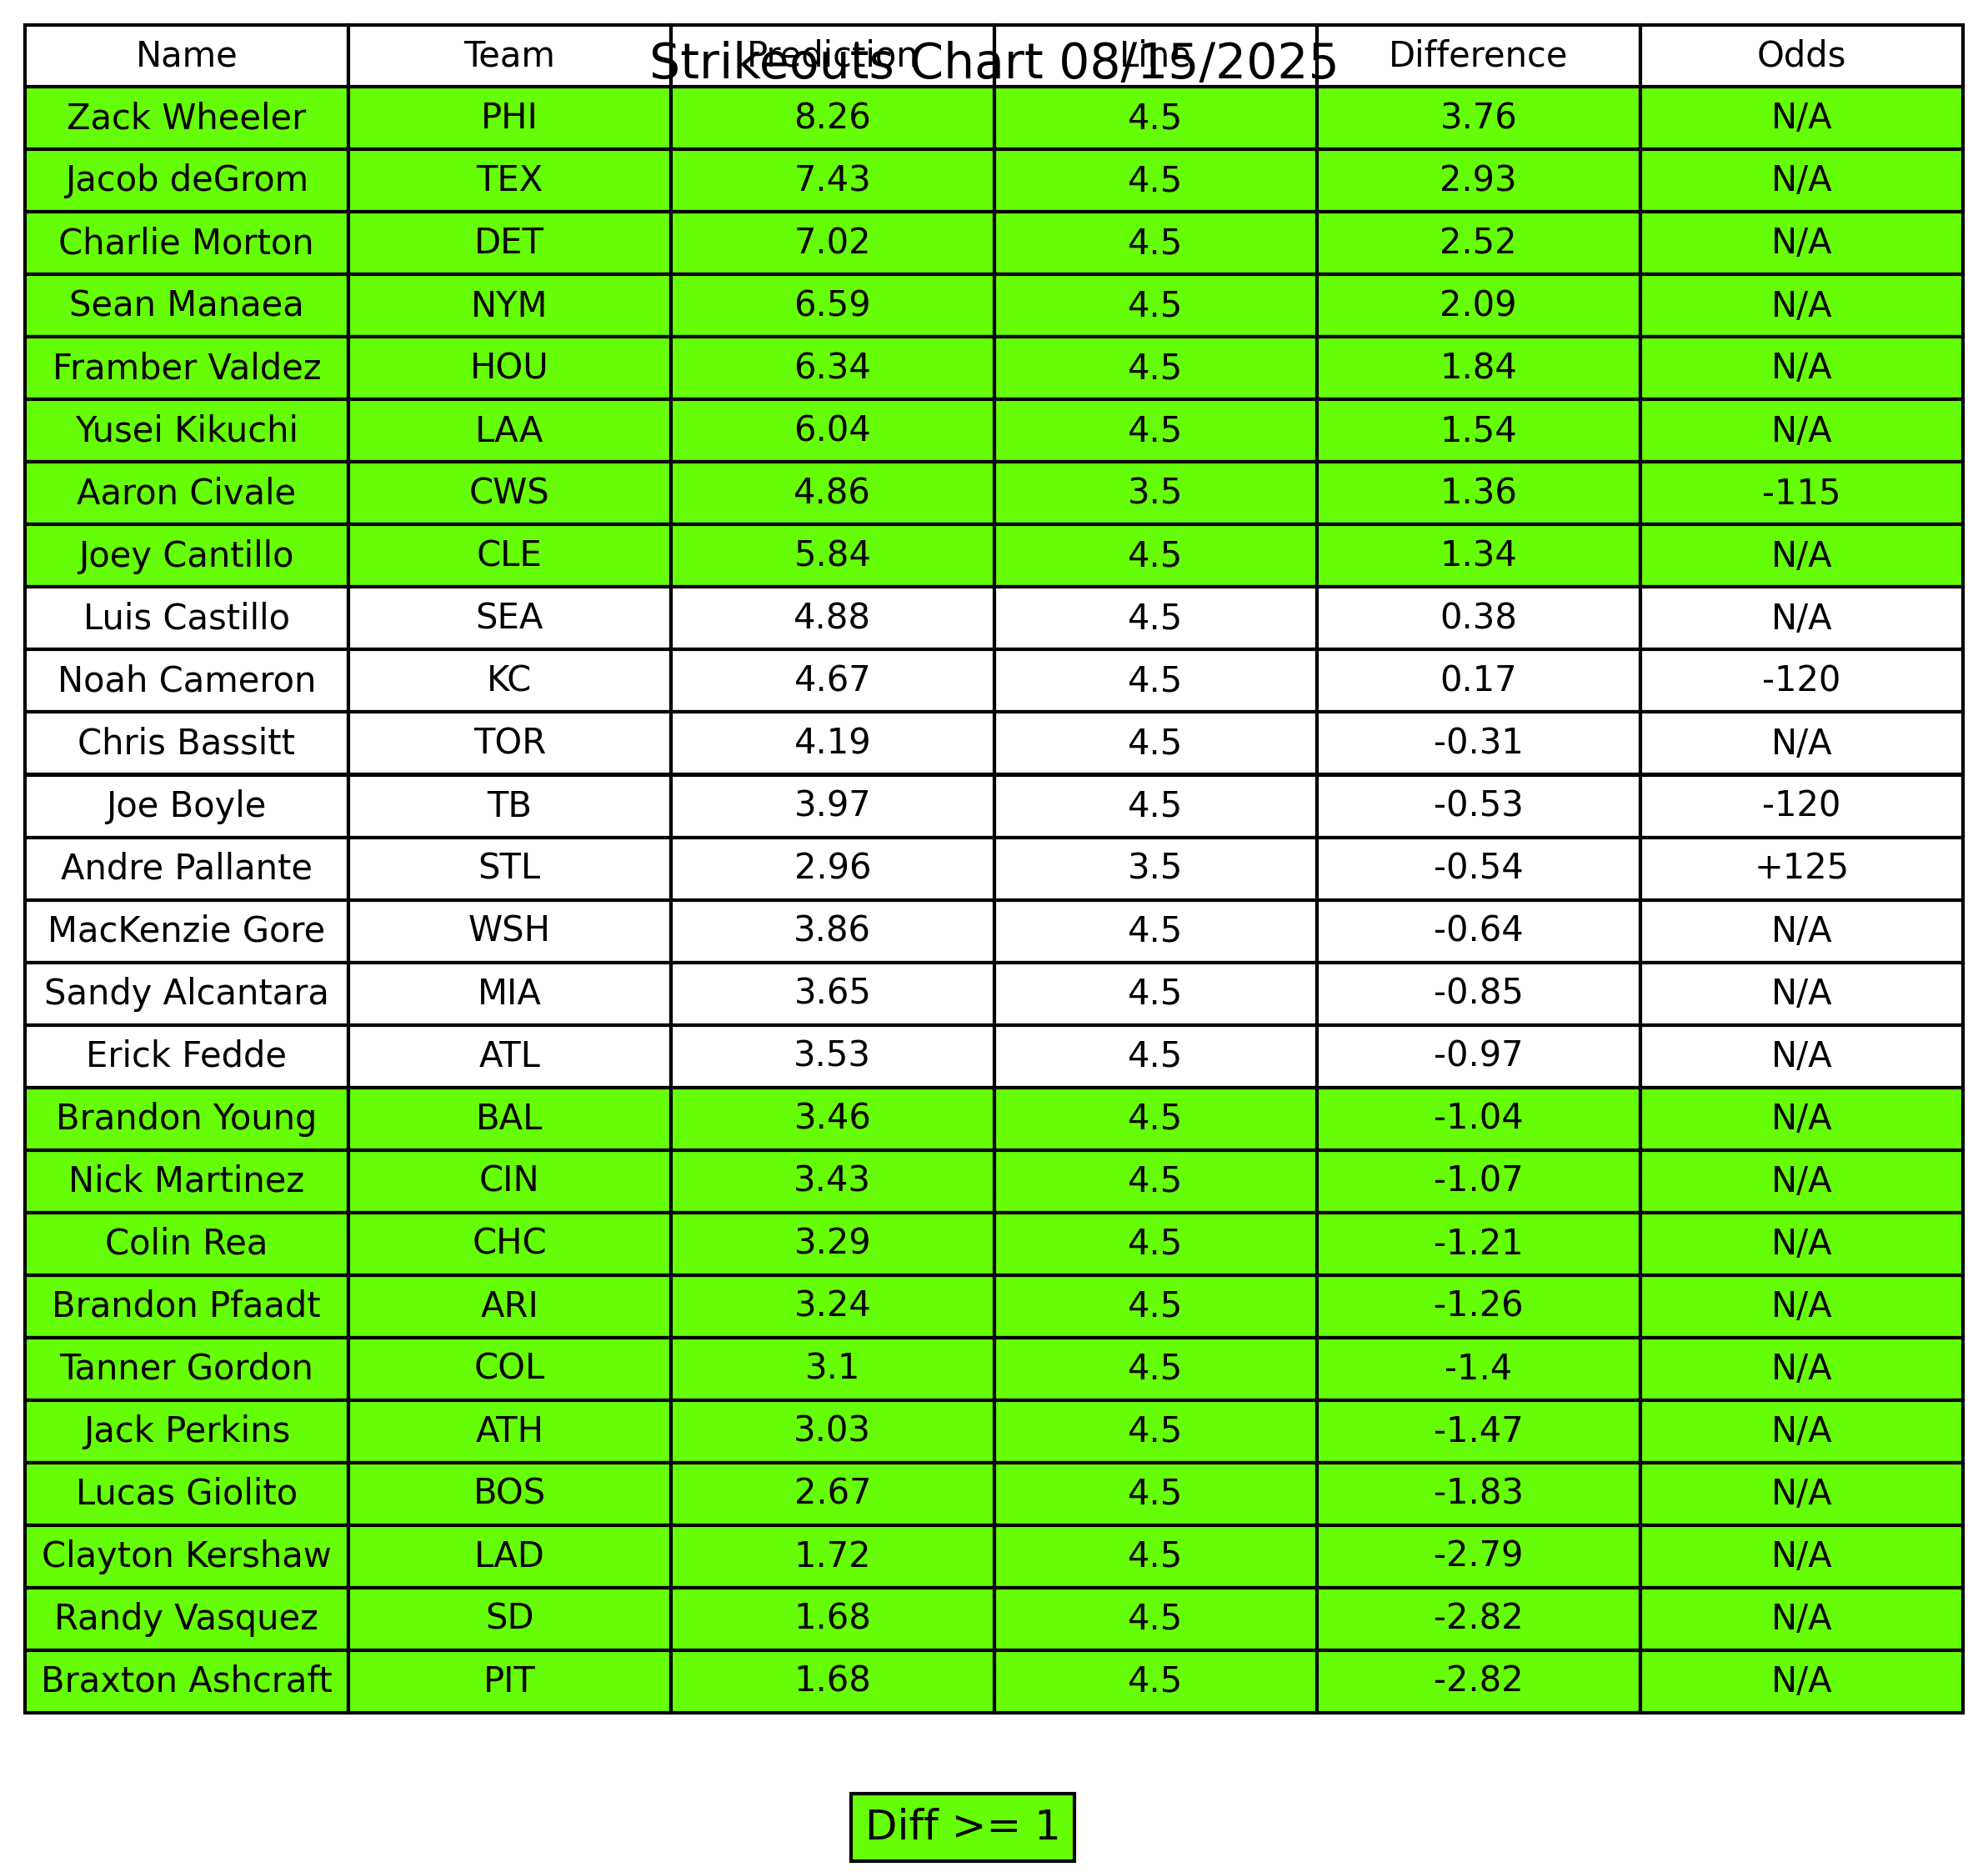 Strikeouts Chart 08/15/2025
Name Team Prediction Line Difference Odds
Zack Wheeler PHI 8.26 4.5 3.76 N/A
Jacob deGrom TEX 7.43 4.5 2.93 N/A
Charlie Morton DET 7.02 4.5 2.52 N/A
Sean Manaea NYM 6.59 4.5 2.09 N/A
Framber Valdez HOU 6.34 4.5 1.84 N/A
Yusei Kikuchi LAA 6.04 4.5 1.54 N/A
Aaron Civale CWS 4.86 3.5 1.36 -115
Joey Cantillo CLE 5.84 4.5 1.34 N/A
Luis Castillo SEA 4.88 4.5 0.38 N/A
Noah Cameron KC 4.67 4.5 0.17 -120
Chris Bassitt TOR 4.19 4.5 -0.31 N/A
Joe Boyle TB 3.97 4.5 -0.53 -120
Andre Pallante STL 2.96 3.5 -0.54 +125
MacKenzie Gore WSH 3.86 4.5 -0.64 N/A
Sandy Alcantara MIA 3.65 4.5 -0.85 N/A
Erick Fedde ATL 3.53 4.5 -0.97 N/A
Brandon Young BAL 3.46 4.5 -1.04 N/A
Nick Martinez CIN 3.43 4.5 -1.07 N/A
Colin Rea CHC 3.29 4.5 -1.21 N/A
Brandon Pfaadt ARI 3.24 4.5 -1.26 N/A
Tanner Gordon COL 3.1 4.5 -1.4 N/A
Jack Perkins ATH 3.03 4.5 -1.47 N/A
Lucas Giolito BOS 2.67 4.5 -1.83 N/A
Clayton Kershaw LAD 1.72 4.5 -2.79 N/A
Randy Vasquez SD 1.68 4.5 -2.82 N/A
Braxton Ashcraft PIT 1.68 4.5 -2.82 N/A
Diff >= 1